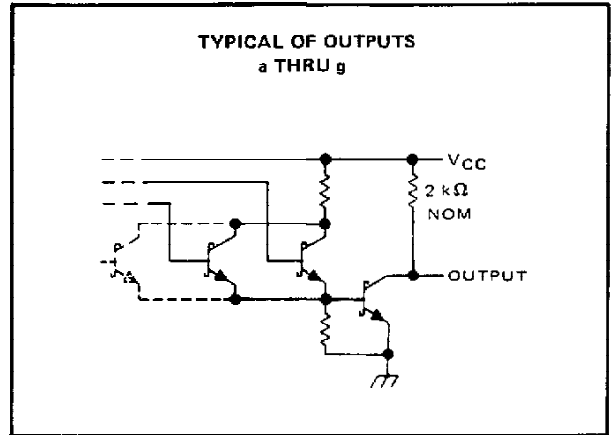 TYPICAL OF OUTPUTS
a THRU g
VCC
2 kΩ
NOM
OUTPUT